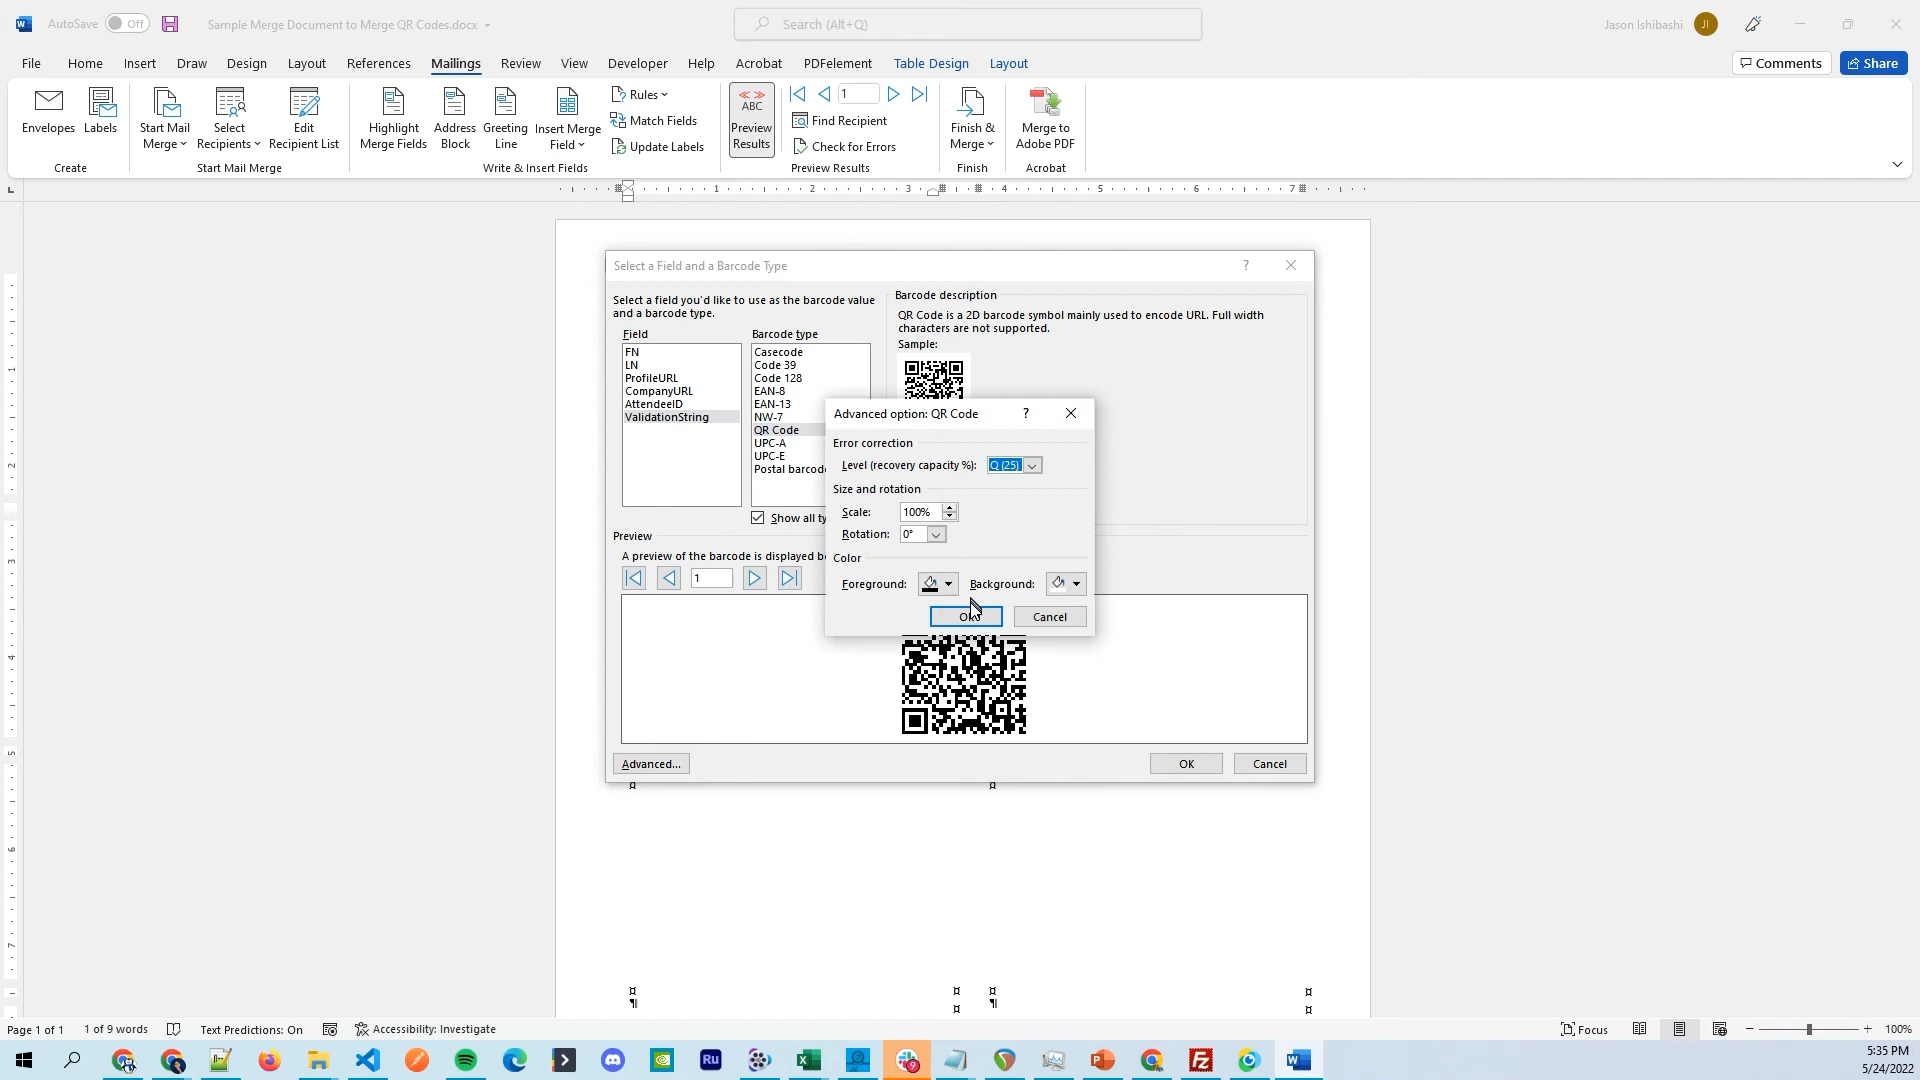 AutoSave Off Sample Merge Document to Merge QR Codes.docx Search (Alt+Q) Jason Ishibashi JI
File Home Insert Draw Design Layout References Mailings Review View Developer Help Acrobat PDFelement Table Design Layout Comments Share
Envelopes Labels
Create
Start Mail Merge Select Recipients Edit Recipient List
Start Mail Merge
Highlight Merge Fields Address Block Greeting Line Insert Merge Field
Rules
Match Fields
Update Labels
Write & Insert Fields
ABC
Preview Results
1
Find Recipient
Check for Errors
Preview Results
Finish & Merge
Finish
Merge to Adobe PDF
Acrobat
1 2 3 4 5 6 7
Select a Field and a Barcode Type ?
Select a field you'd like to use as the barcode value
and a barcode type.
Field
FN
LN
ProfileURL
CompanyURL
AttendeeID
ValidationString
Barcode type
Casecode
Code 39
Code 128
EAN-8
EAN-13
NW-7
QR Code
UPC-A
UPC-E
Postal barcode
Show all ty
Barcode description
QR Code is a 2D barcode symbol mainly used to encode URL. Full width
characters are not supported.
Sample:
Preview
A preview of the barcode is displayed b
1
Advanced option: QR Code ?
Error correction
Level (recovery capacity %): Q (25)
Size and rotation
Scale: 100%
Rotation: 0°
Color
Foreground: Background:
OK Cancel
Advanced... OK Cancel
Page 1 of 1 1 of 9 words Text Predictions: On Accessibility: Investigate Focus 100%
5:35 PM
5/24/2022